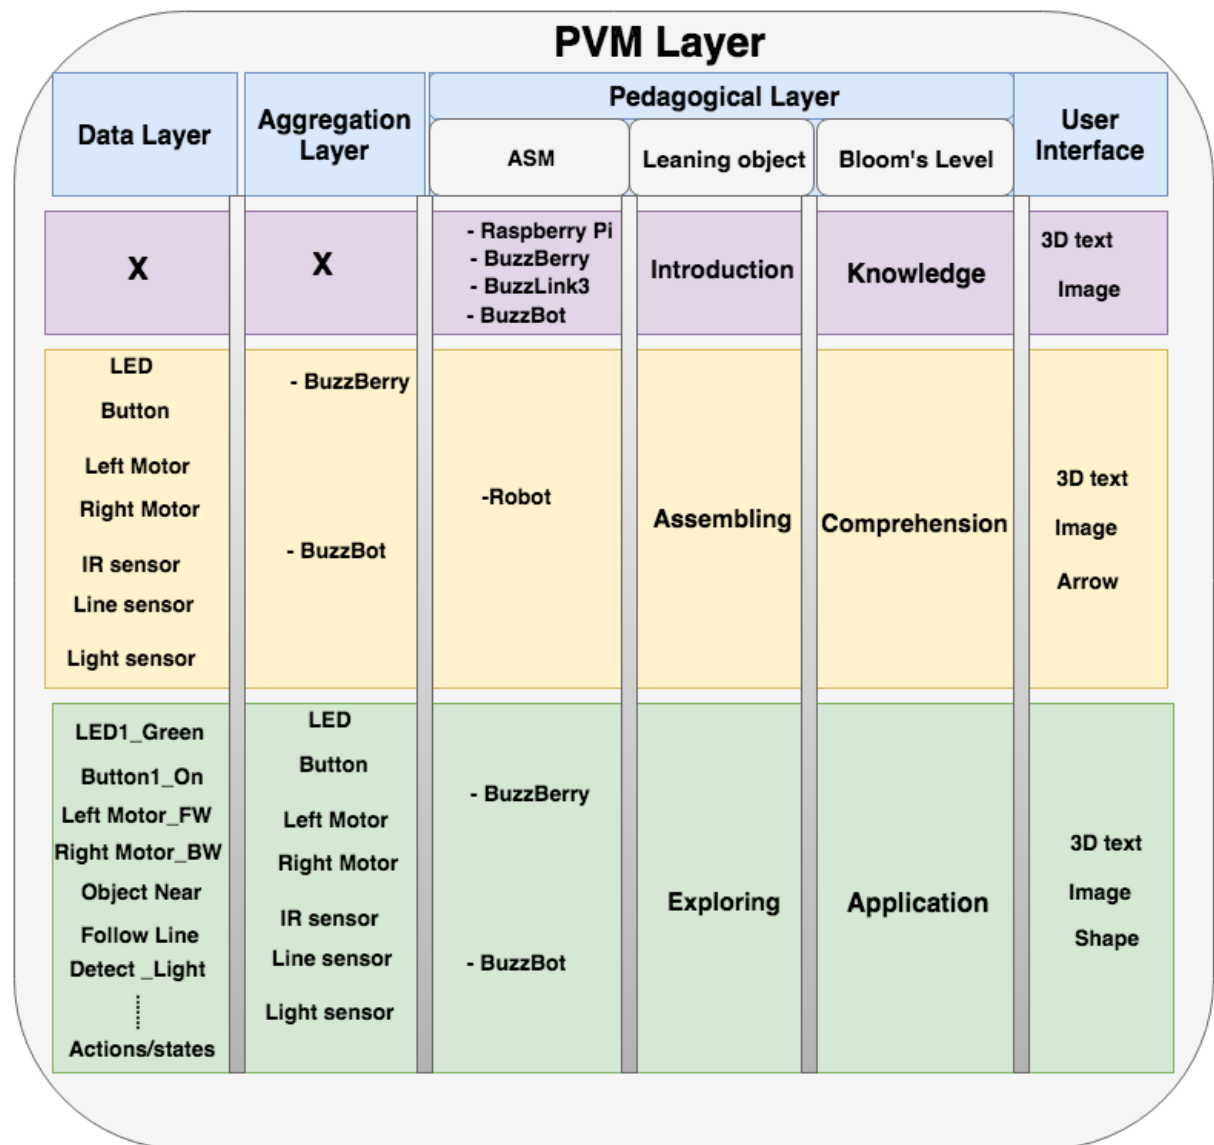 PVM Layer
Data Layer
Aggregation
Layer
Pedagogical Layer
ASM
Leaning object
Bloom's Level
User
Interface
X
X
- Raspberry Pi
- BuzzBerry
- BuzzLink3
- BuzzBot
Introduction
Knowledge
3D text
Image
LED
Button
Left Motor
Right Motor
IR sensor
Line sensor
Light sensor
- BuzzBerry
- BuzzBot
-Robot
Assembling
Comprehension
3D text
Image
Arrow
LED1_Green
Button1_On
Left Motor_FW
Right Motor_BW
Object Near
Follow Line
Detect _Light
Actions/states
LED
Button
Left Motor
Right Motor
IR sensor
Line sensor
Light sensor
- BuzzBerry
- BuzzBot
Exploring
Application
3D text
Image
Shape